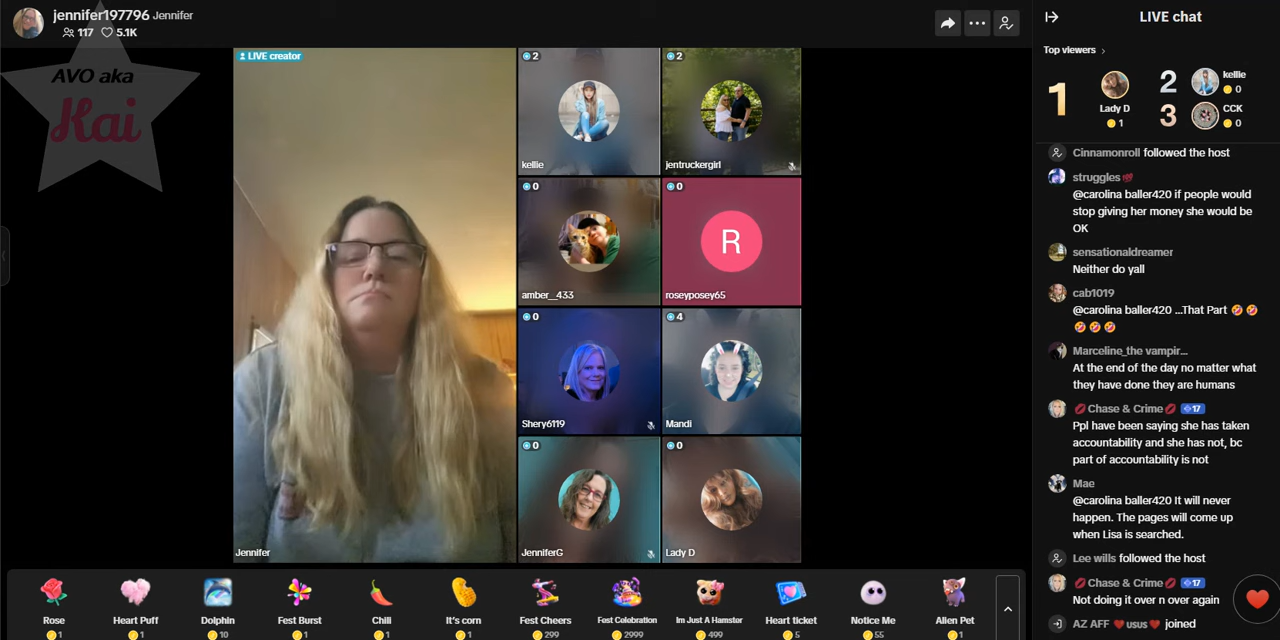 jennifer197796 Jennifer
117 5.1K
AVO aka
Kai
LIVE creator
Jennifer
2
kellie
2
jentruckergirl
0
amber__433
0
R
roseyposey65
0
Shery6119
4
Mandi
0
JenniferG
0
Lady D
Rose
1
Heart Puff
1
Dolphin
10
Fest Burst
1
Chili
1
It's corn
1
Fest Cheers
299
Fest Celebration
2999
Im Just A Hamster
499
Heart ticket
5
Notice Me
55
Alien Pet
1
LIVE chat
Top viewers
1
Lady D
1
2
kellie
0
3
CCK
0
Cinnamonroll followed the host
struggles
@carolina baller420 if people would
stop giving her money she would be
OK
sensationaldreamer
Neither do yall
cab1019
@carolina baller420 ...That Part 🤣 🤣
🤣 🤣 🤣
Marceline_the vampir...
At the end of the day no matter what
they have done they are humans
💋Chase & Crime💋 17
Ppl have been saying she has taken
accountability and she has not, bc
part of accountability is not
Mae
@carolina baller420 It will never
happen. The pages will come up
when Lisa is searched.
Lee wills followed the host
💋Chase & Crime💋 17
Not doing it over n over again
AZ AFF ❤️ usus ❤️ joined